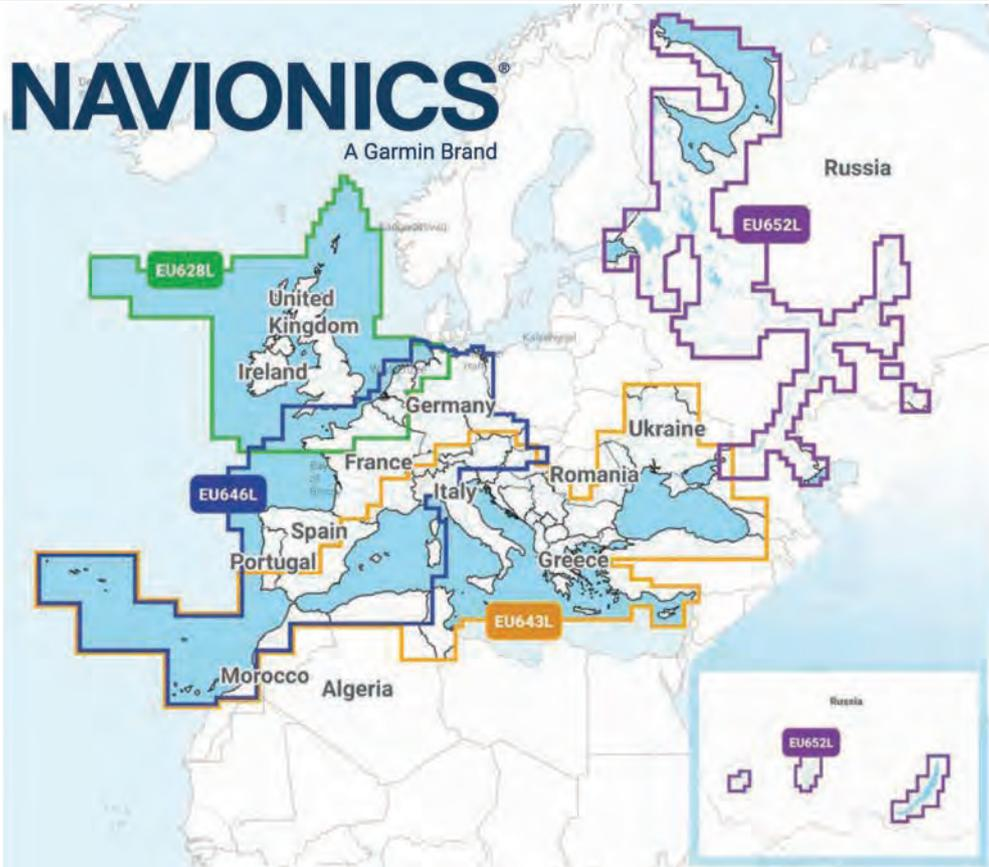 NAVIONICS®
A Garmin Brand
Russia
EU652L
EU628L
United
Kingdom
Ireland
Germany
Ukraine
France
Romania
EU646L
Italy
Spain
Greece
Portugal
EU643L
Morocco
Algeria
Russia
EU652L